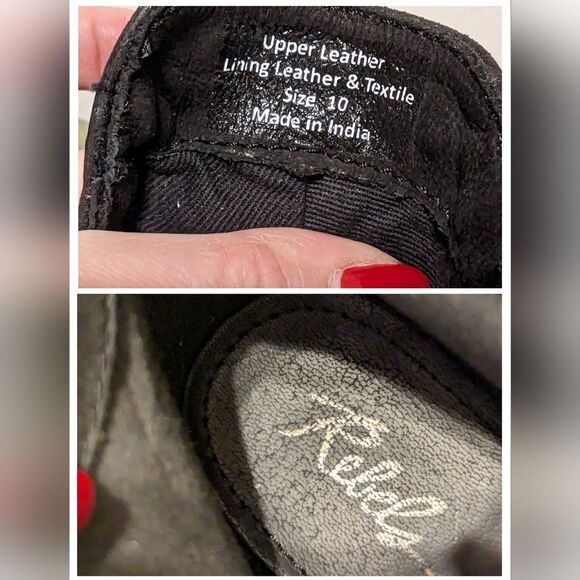 Upper Leather
Lining Leather & Textile
Size 10
Made In India
Rebels